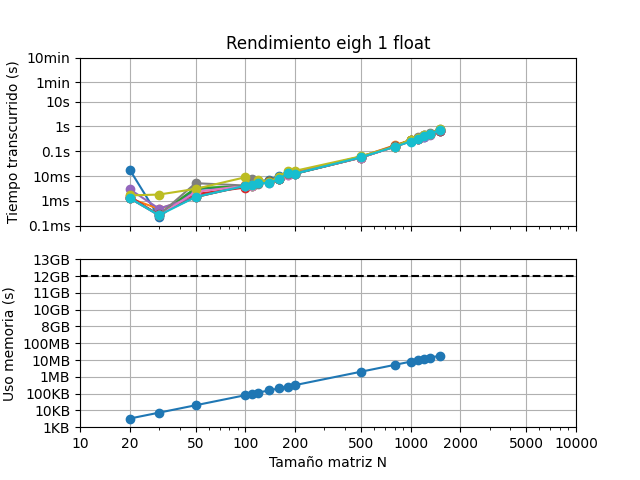 Rendimiento eigh 1 float
Tiempo transcurrido (s)
10min
1min
10s
1s
0.1s
10ms
1ms
0.1ms
Uso memoria (s)
13GB
12GB
11GB
10GB
8GB
100MB
10MB
1MB
100KB
10KB
1KB
10 20 50 100 200 500 1000 2000 5000 10000
Tamaño matriz N